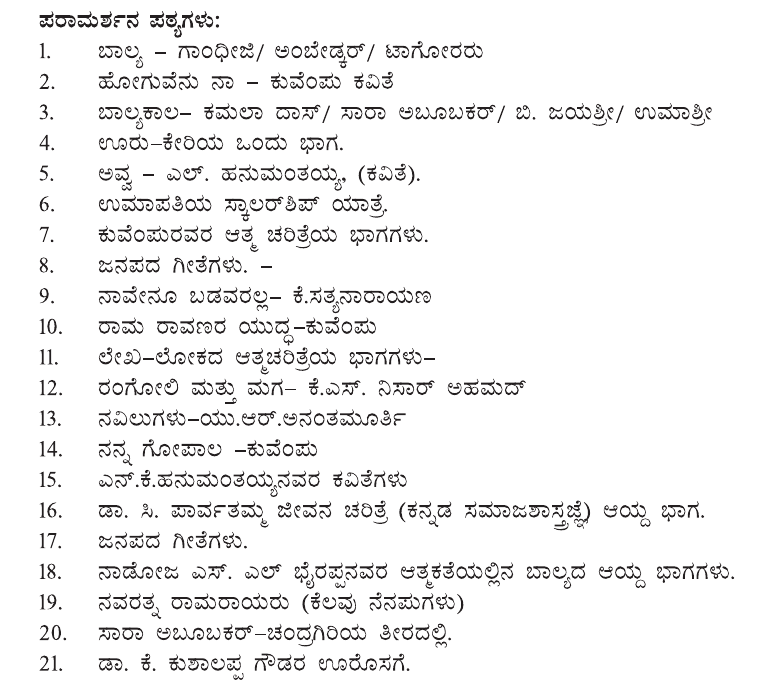 ಪರಾಮರ್ಶನ ಪಠ್ಯಗಳು:
1. ಬಾಲ್ಯ – ಗಾಂಧೀಜಿ/ ಅಂಬೇಡ್ಕರ್/ ಟಾಗೋರರು
2. ಹೋಗುವೆನು ನಾ – ಕುವೆಂಪು ಕವಿತೆ
3. ಬಾಲ್ಯಕಾಲ– ಕಮಲಾ ದಾಸ್/ ಸಾರಾ ಅಬೂಬಕರ್/ ಬಿ. ಜಯಶ್ರೀ/ ಉಮಾಶ್ರೀ
4. ಊರು–ಕೇರಿಯ ಒಂದು ಭಾಗ.
5. ಅವ್ವ – ಎಲ್. ಹನುಮಂತಯ್ಯ, (ಕವಿತೆ).
6. ಉಮಾಪತಿಯ ಸ್ಕಾಲರ್‌ಶಿಪ್ ಯಾತ್ರೆ.
7. ಕುವೆಂಪುರವರ ಆತ್ಮ ಚರಿತ್ರೆಯ ಭಾಗಗಳು.
8. ಜನಪದ ಗೀತೆಗಳು. –
9. ನಾವೇನೂ ಬಡವರಲ್ಲ– ಕೆ.ಸತ್ಯನಾರಾಯಣ
10. ರಾಮ ರಾವಣರ ಯುದ್ಧ–ಕುವೆಂಪು
11. ಲೇಖ–ಲೋಕದ ಆತ್ಮಚರಿತ್ರೆಯ ಭಾಗಗಳು–
12. ರಂಗೋಲಿ ಮತ್ತು ಮಗ– ಕೆ.ಎಸ್. ನಿಸಾರ್ ಅಹಮದ್
13. ನವಿಲುಗಳು–ಯು.ಆರ್.ಅನಂತಮೂರ್ತಿ
14. ನನ್ನ ಗೋಪಾಲ –ಕುವೆಂಪು
15. ಎನ್.ಕೆ.ಹನುಮಂತಯ್ಯನವರ ಕವಿತೆಗಳು
16. ಡಾ. ಸಿ. ಪಾರ್ವತಮ್ಮ ಜೀವನ ಚರಿತ್ರೆ (ಕನ್ನಡ ಸಮಾಜಶಾಸ್ತ್ರಜ್ಞೆ) ಆಯ್ದ ಭಾಗ.
17. ಜನಪದ ಗೀತೆಗಳು.
18. ನಾಡೋಜ ಎಸ್. ಎಲ್ ಭೈರಪ್ಪನವರ ಆತ್ಮಕತೆಯಲ್ಲಿನ ಬಾಲ್ಯದ ಆಯ್ದ ಭಾಗಗಳು.
19. ನವರತ್ನ ರಾಮರಾಯರು (ಕೆಲವು ನೆನಪುಗಳು)
20. ಸಾರಾ ಅಬೂಬಕರ್–ಚಂದ್ರಗಿರಿಯ ತೀರದಲ್ಲಿ.
21. ಡಾ. ಕೆ. ಕುಶಾಲಪ್ಪ ಗೌಡರ ಊರೊಸಗೆ.